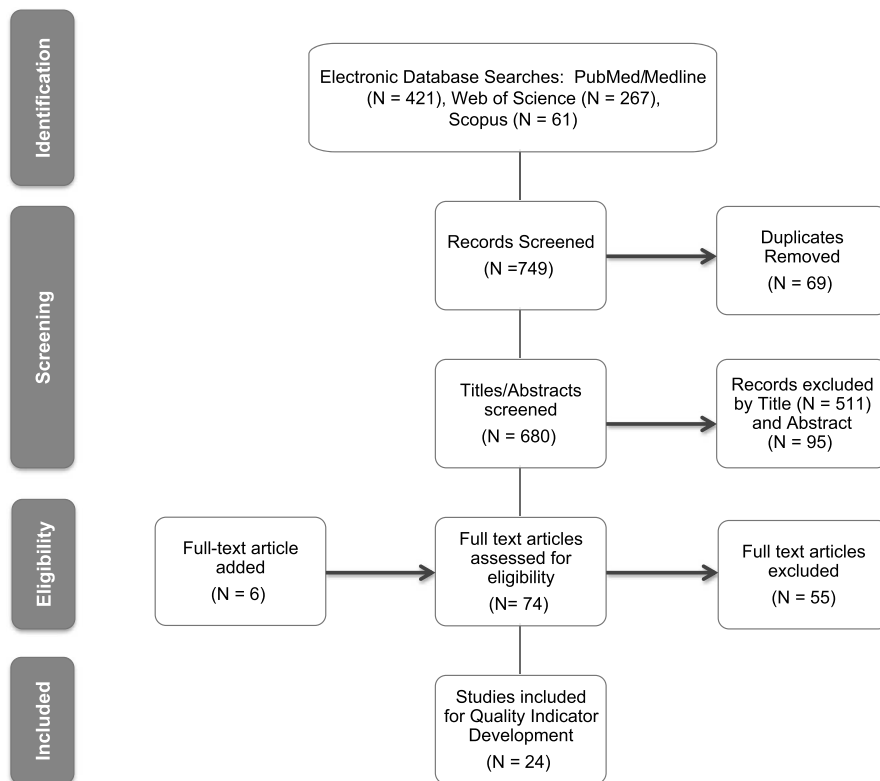 Identification
Electronic Database Searches: PubMed/Medline
(N = 421), Web of Science (N = 267),
Scopus (N = 61)
Screening
Records Screened
(N =749)
Duplicates
Removed
(N = 69)
Titles/Abstracts
screened
(N = 680)
Records excluded
by Title (N = 511)
and Abstract
(N = 95)
Eligibility
Full-text article
added
(N = 6)
Full text articles
assessed for
eligibility
(N= 74)
Full text articles
excluded
(N = 55)
Included
Studies included
for Quality Indicator
Development
(N = 24)